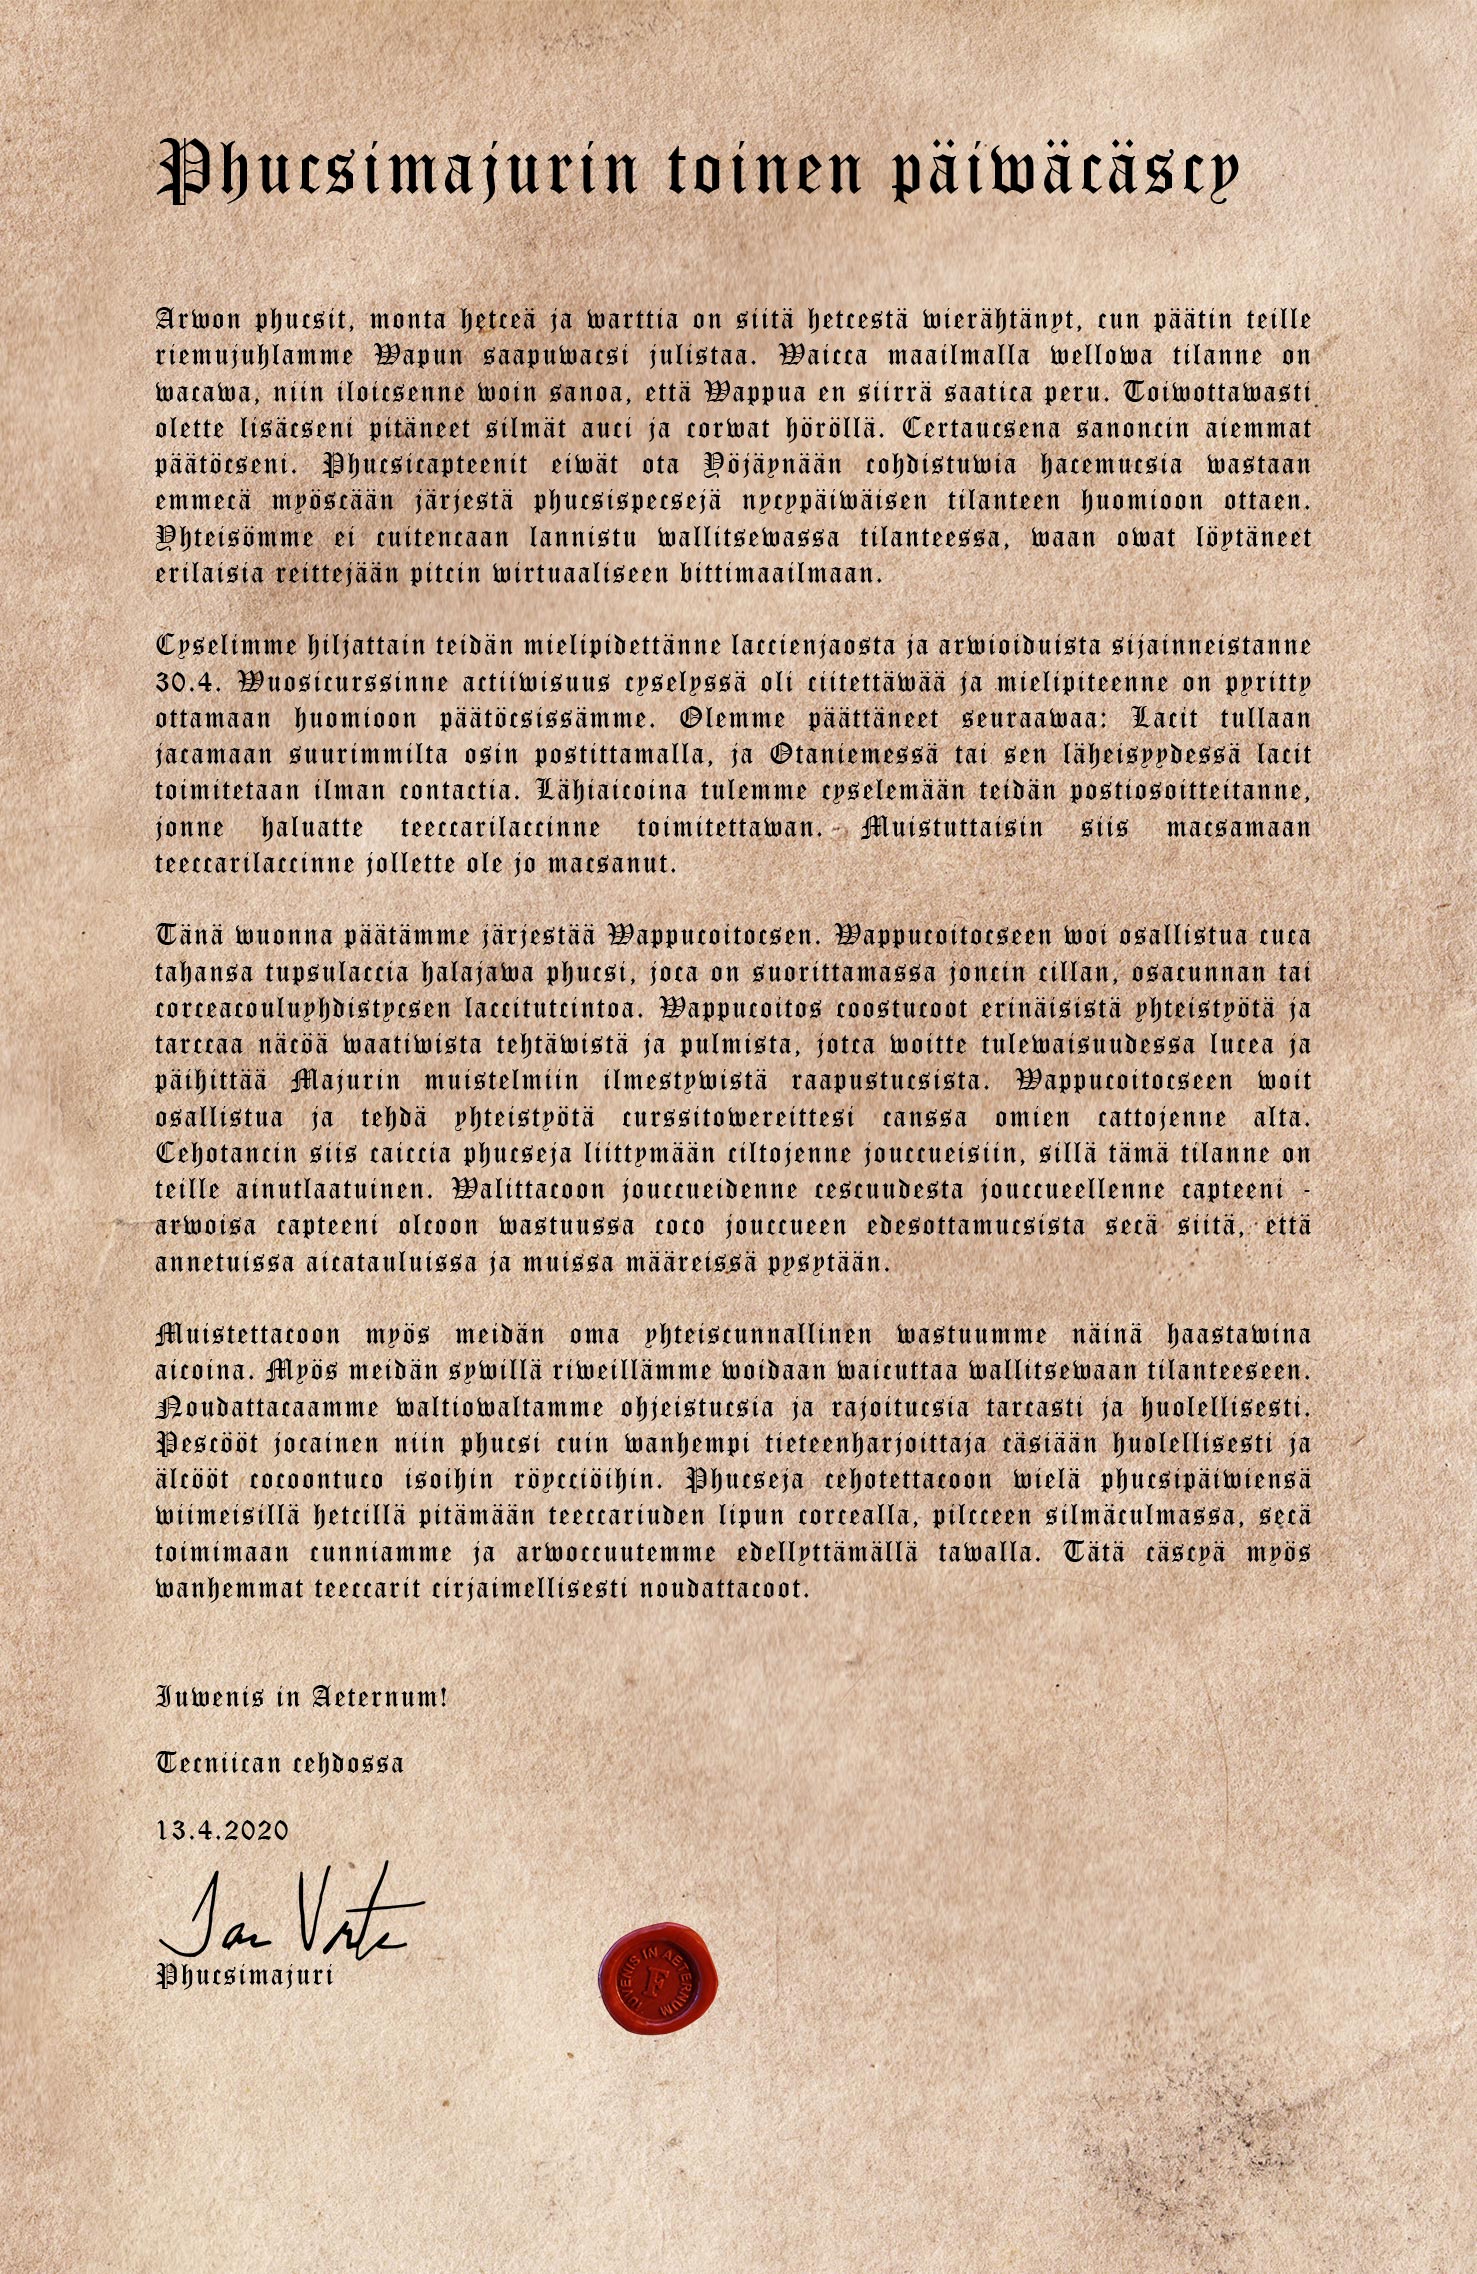 Phucsimajurin toinen päiwäcäscy
Arwon phucsit, monta hetceä ja warttia on siitä hetcestä wierähtänyt, cun päätin teille
riemujuhlamme Wapun saapuwacsi julistaa. Waicca maailmalla wellowa tilanne on
wacawa, niin iloicsenne woin sanoa, että Wappua en siirrä saatica peru. Toiwottawasti
olette lisäcseni pitäneet silmät auci ja corwat höröllä. Certaucsena sanoncin aiemmat
päätöcseni. Phucsicapteenit eiwät ota Yöjäynään cohdistuwia hacemucsia wastaan
emmecä myöscään järjestä phucsispecsejä nycypäiwäisen tilanteen huomioon ottaen.
Yhteisömme ei cuitencaan lannistu wallitsewassa tilanteessa, waan owat löytäneet
erilaisia reittejään pitcin wirtuaaliseen bittimaailmaan.
Cyselimme hiljattain teidän mielipidettänne laccienjaosta ja arwioiduista sijainneistanne
30.4. Wuosicurssinne actiiwisuus cyselyssä oli ciitettäwää ja mielipiteenne on pyritty
ottamaan huomioon päätöcsissämme. Olemme päättäneet seuraawaa: Lacit tullaan
jacamaan suurimmilta osin postittamalla, ja Otaniemessä tai sen läheisyydessä lacit
toimitetaan ilman contactia. Lähiaicoina tulemme cyselemään teidän postiosoitteitanne,
jonne haluatte teeccarilaccinne toimitettawan. Muistuttaisin siis macsamaan
teeccarilaccinne jollette ole jo macsanut.
Tänä wuonna päätämme järjestää Wappucoitocsen. Wappucoitocseen woi osallistua cuca
tahansa tupsulaccia halajawa phucsi, joca on suorittamassa joncin cillan, osacunnan tai
corceacouluyhdistycsen laccitutcintoa. Wappucoitos coostucoot erinäisistä yhteistyötä ja
tarccaa näcöä waatiwista tehtäwistä ja pulmista, jotca woitte tulewaisuudessa lucea ja
päihittää Majurin muistelmiin ilmestywistä raapustucsista. Wappucoitocseen woit
osallistua ja tehdä yhteistyötä curssitowereittesi canssa omien cattojenne alta.
Cehotancin siis caiccia phucseja liittymään ciltojenne jouccueisiin, sillä tämä tilanne on
teille ainutlaatuinen. Walittacoon jouccueidenne cescuudesta jouccueellenne capteeni -
arwoisa capteeni olcoon wastuussa coco jouccueen edesottamucsista secä siitä, että
annetuissa aicatauluissa ja muissa määreissä pysytään.
Muistettacoon myös meidän oma yhteiscunnallinen wastuumme näinä haastawina
aicoina. Myös meidän sywillä riweillämme woidaan waicuttaa wallitsewaan tilanteeseen.
Noudattacaamme waltiowaltamme ohjeistucsia ja rajoitucsia tarcasti ja huolellisesti.
Pescööt jocainen niin phucsi cuin wanhempi tieteenharjoittaja cäsiään huolellisesti ja
älcööt cocoontuco isoihin röycciöihin. Phucseja cehotettacoon wielä phucsipäiwiensä
wiimeisillä hetcillä pitämään teeccariuden lipun corcealla, pilcceen silmäculmassa, secä
toimimaan cunniamme ja arwoccuutemme edellyttämällä tawalla. Tätä cäscyä myös
wanhemmat teeccarit cirjaimellisesti noudattacoot.
Iuwenis in Aeternum!
Tecniican cehdossa
13.4.2020
Phucsimajuri
IUVENIS IN AETERNUM
F